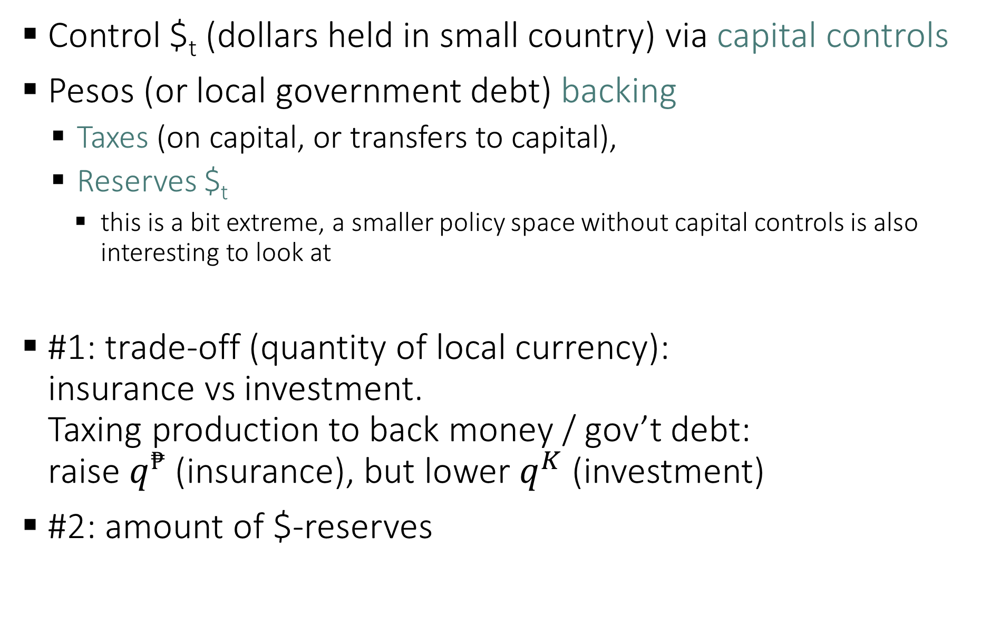 ▪ Control $ₜ (dollars held in small country) via capital controls
▪ Pesos (or local government debt) backing
▪ Taxes (on capital, or transfers to capital),
▪ Reserves $ₜ
▪ this is a bit extreme, a smaller policy space without capital controls is also
interesting to look at
▪ #1: trade-off (quantity of local currency):
insurance vs investment.
Taxing production to back money / gov’t debt:
raise q^₱ (insurance), but lower q^K (investment)
▪ #2: amount of $-reserves